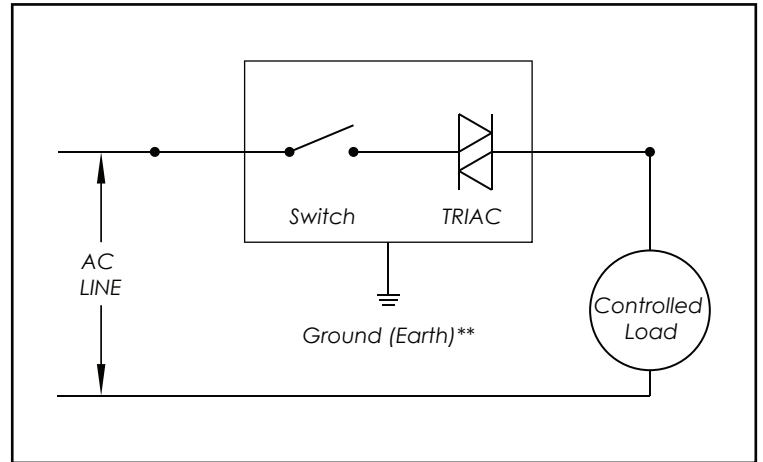 Switch
TRIAC
AC
LINE
Ground (Earth)**
Controlled
Load